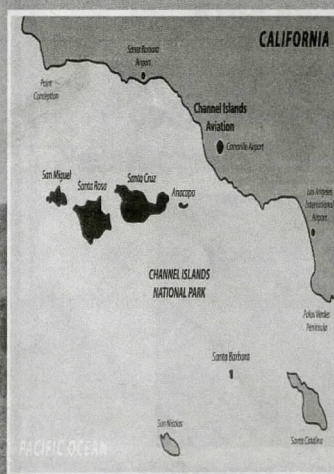 CALIFORNIA
Santa Barbara
Airport
Point
Conception
Channel Islands
Aviation
Camarillo Airport
San Miguel
Santa Rosa
Santa Cruz
Anacapa
Los Angeles
International
Airport
CHANNEL ISLANDS
NATIONAL PARK
Palos Verdes
Peninsula
Santa Barbara
San Nicolas
Santa Catalina
PACIFIC OCEAN